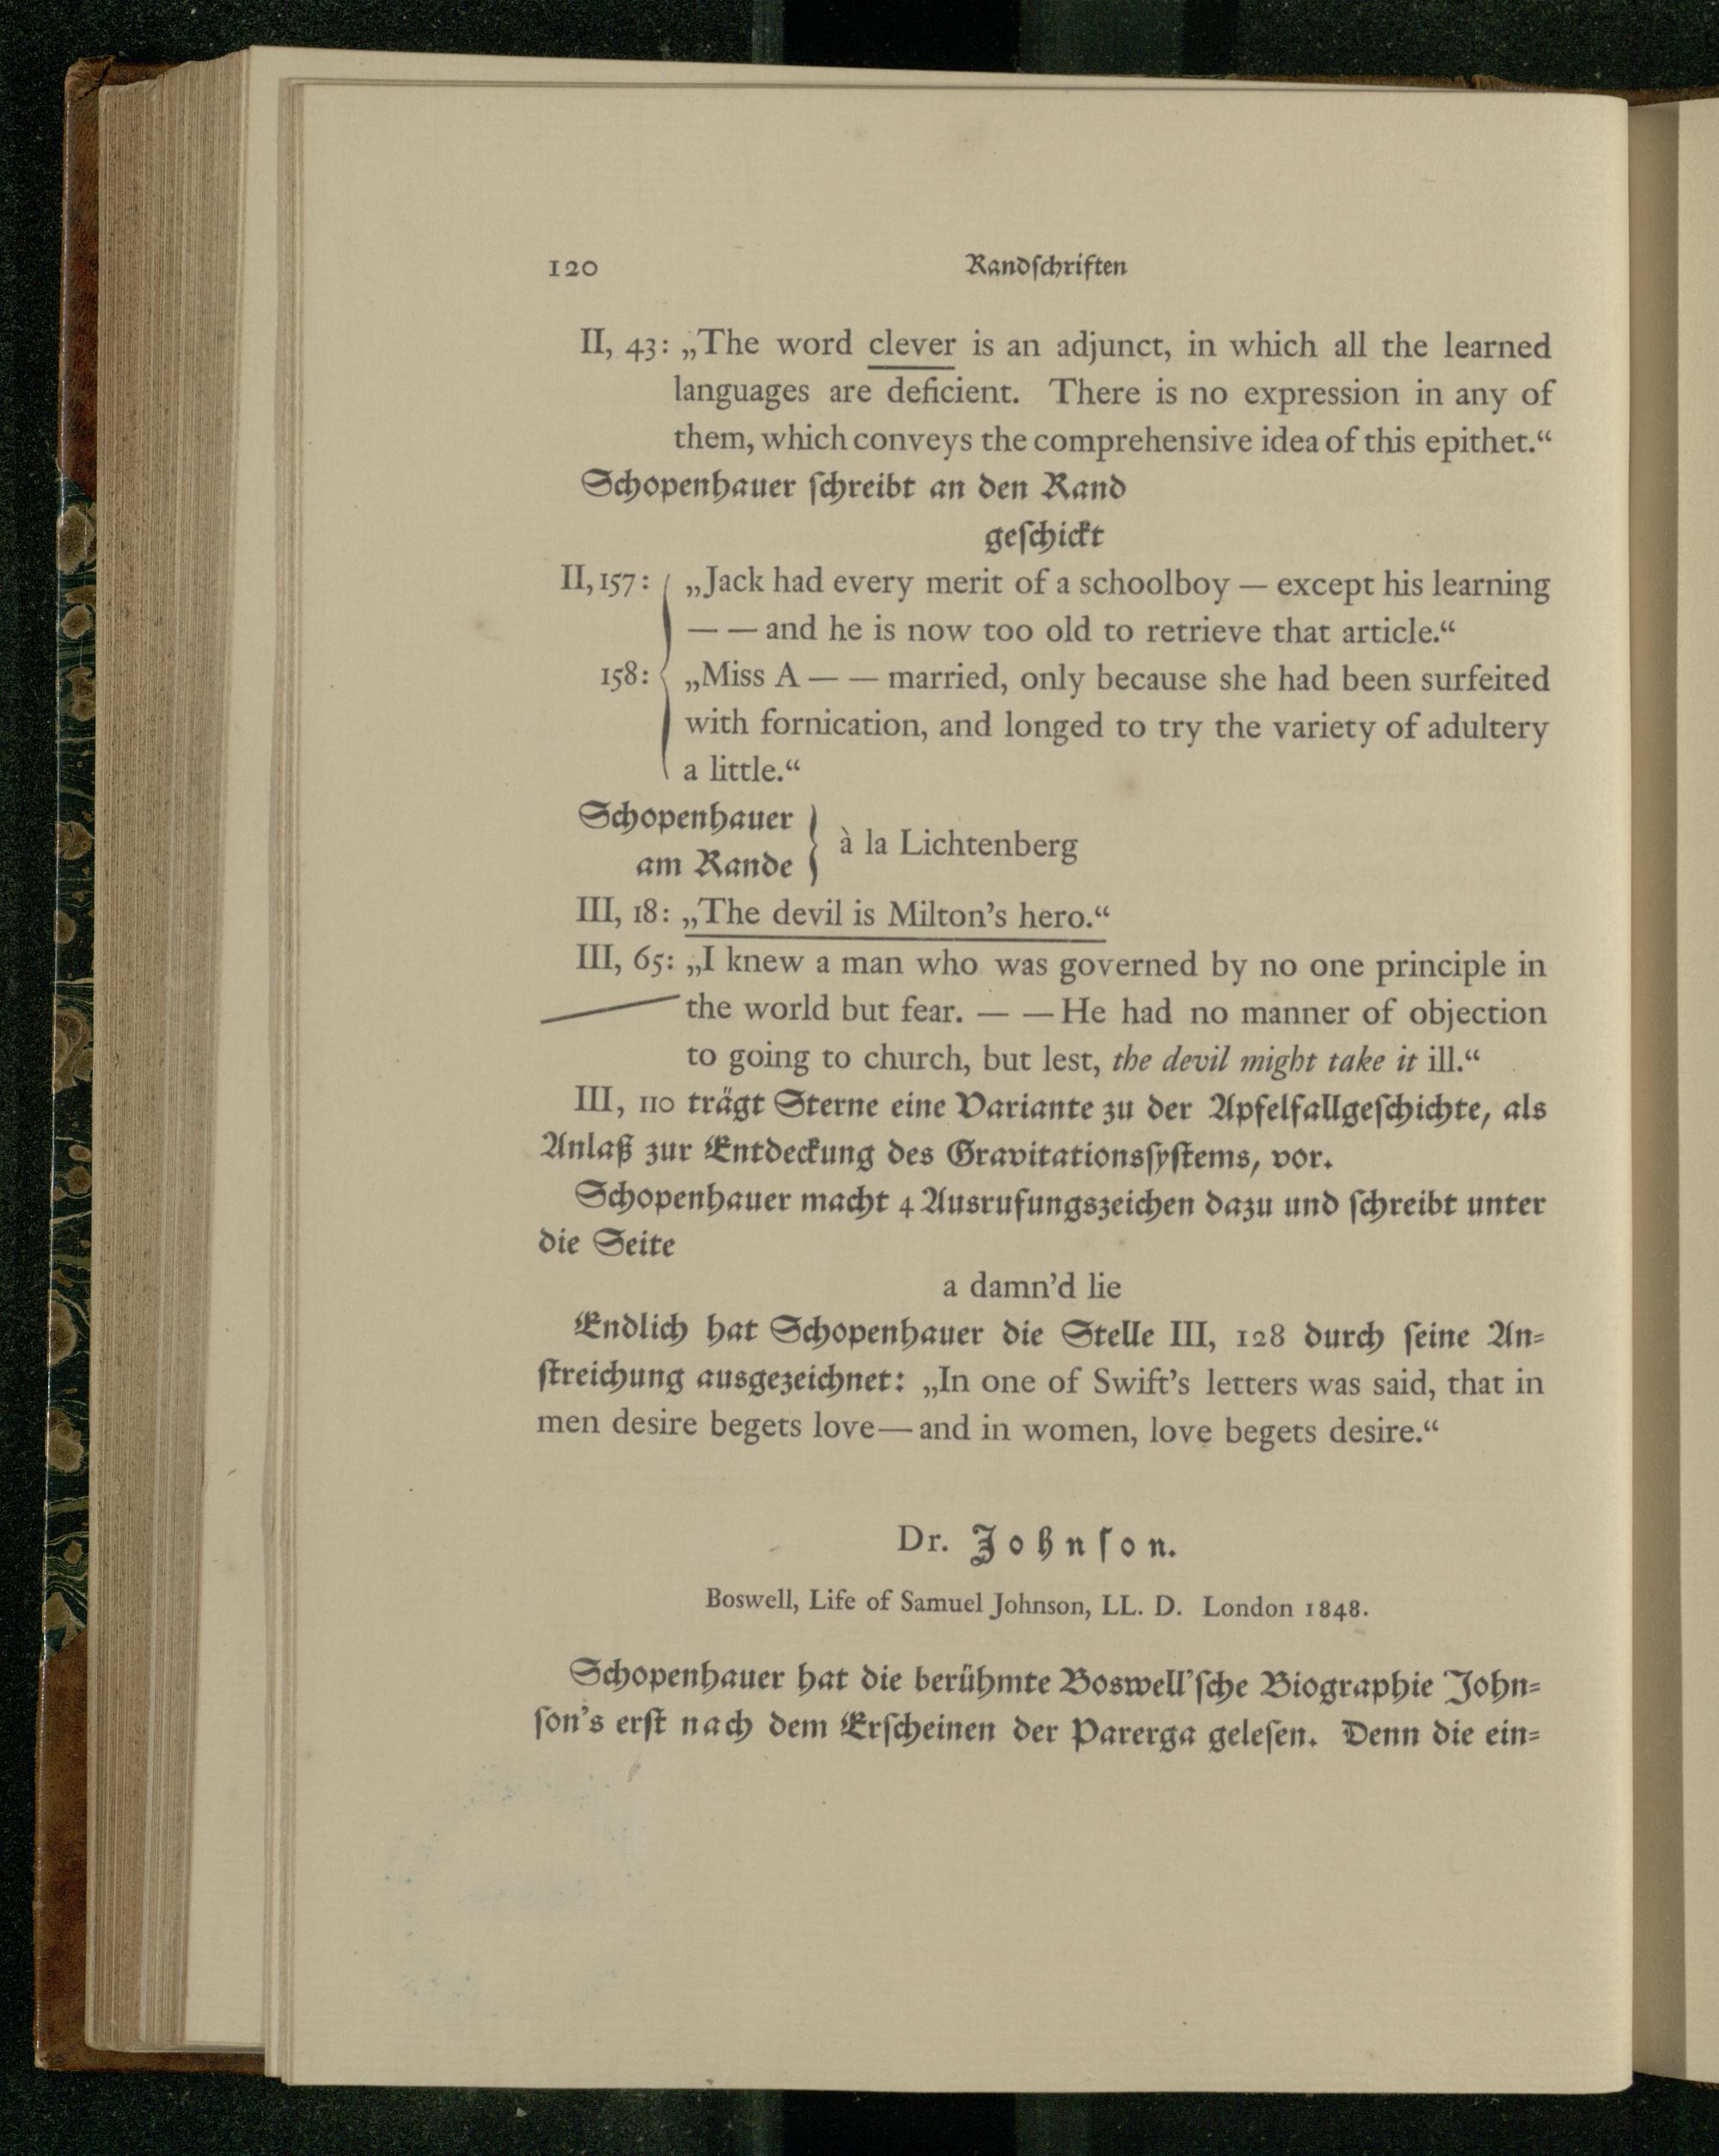 120 Randſchriften
II, 43: „The word clever is an adjunct, in which all the learned
languages are deficient. There is no expression in any of
them, which conveys the comprehensive idea of this epithet.“
Schopenhauer ſchreibt an den Rand
geſchickt
II, 157: „Jack had every merit of a schoolboy — except his learning
— — and he is now too old to retrieve that article.“
158: „Miss A — — married, only because she had been surfeited
with fornication, and longed to try the variety of adultery
a little.“
Schopenhauer
am Rande } à la Lichtenberg
III, 18: „The devil is Milton's hero.“
III, 65: „I knew a man who was governed by no one principle in
the world but fear. — — He had no manner of objection
to going to church, but lest, the devil might take it ill.“
III, 110 trägt Sterne eine Variante zu der Apfelfallgeſchichte, als
Anlaß zur Entdeckung des Gravitationsſyſtems, vor.
Schopenhauer macht 4 Ausrufungszeichen dazu und ſchreibt unter
die Seite
a damn'd lie
Endlich hat Schopenhauer die Stelle III, 128 durch ſeine An=
ſtreichung ausgezeichnet: „In one of Swift's letters was said, that in
men desire begets love—and in women, love begets desire.“
Dr. Johnſon.
Boswell, Life of Samuel Johnson, LL. D. London 1848.
Schopenhauer hat die berühmte Boswell'ſche Biographie John=
ſon's erſt nach dem Erſcheinen der Parerga geleſen. Denn die ein=